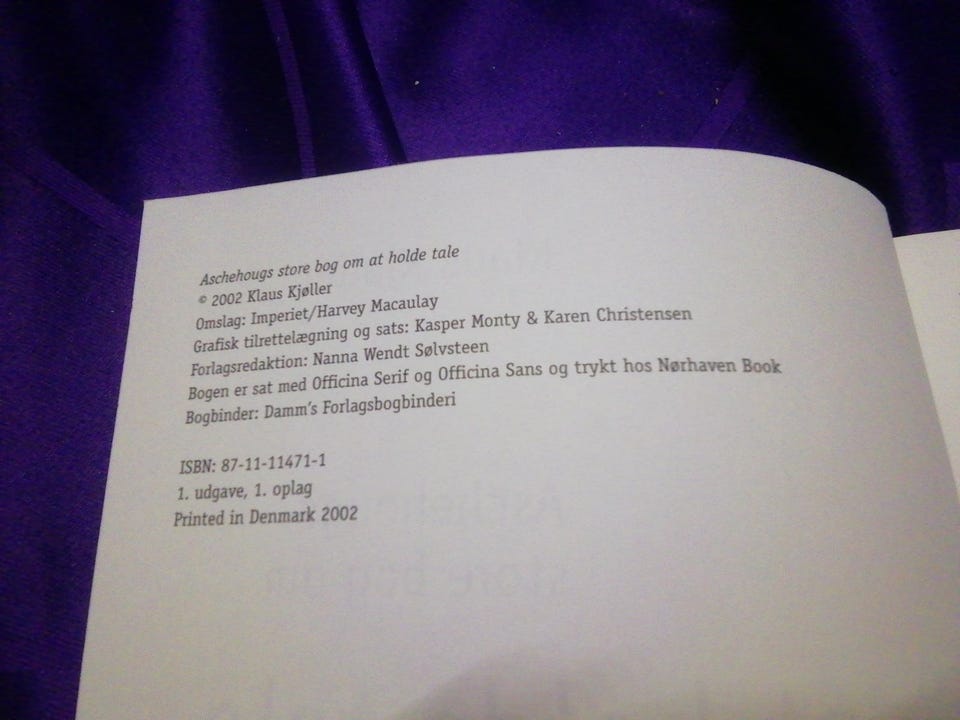 Aschehougs store bog om at holde tale
© 2002 Klaus Kjøller
Omslag: Imperiet/Harvey Macaulay
Grafisk tilrettelægning og sats: Kasper Monty & Karen Christensen
Forlagsredaktion: Nanna Wendt Sølvsteen
Bogen er sat med Officina Serif og Officina Sans og trykt hos Nørhaven Book
Bogbinder: Damm's Forlagsbogbinderi
ISBN: 87-11-11471-1
1. udgave, 1. oplag
Printed in Denmark 2002